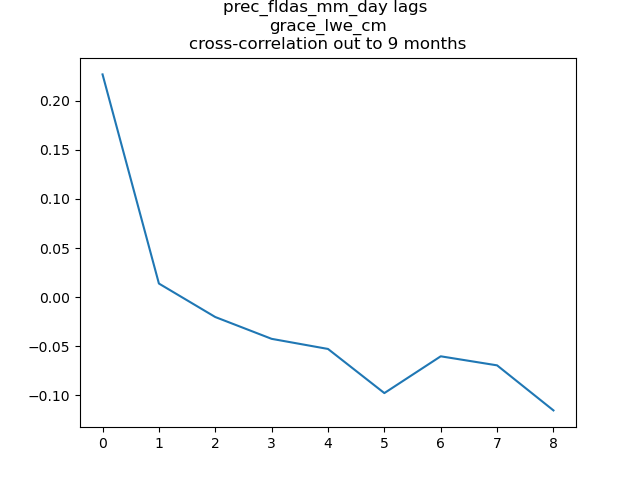 prec_fldas_mm_day lags
grace_lwe_cm
cross-correlation out to 9 months
0.20
0.15
0.10
0.05
0.00
−0.05
−0.10
0 1 2 3 4 5 6 7 8